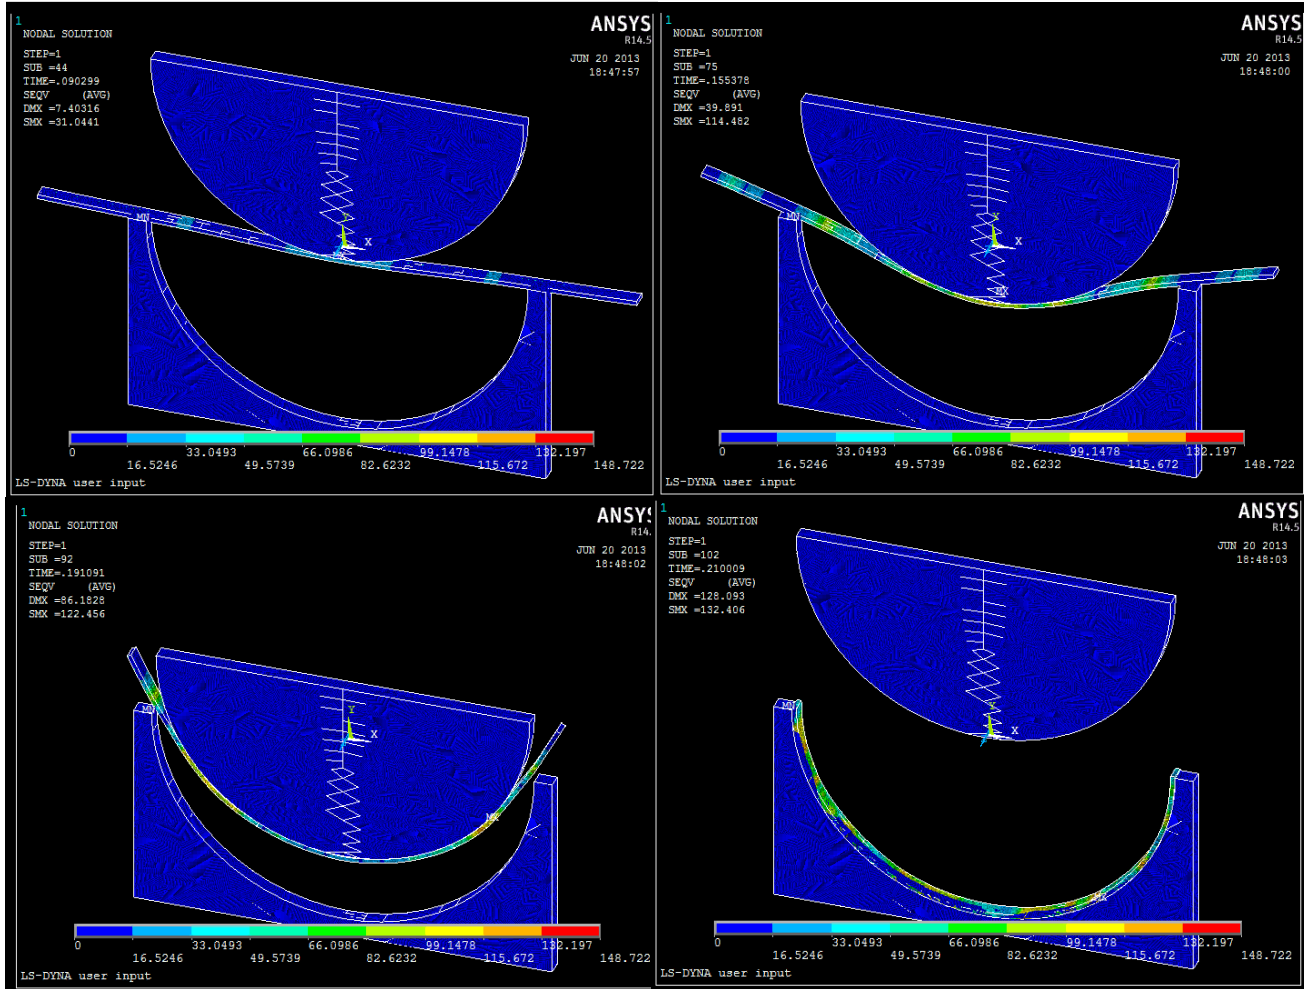 1
NODAL SOLUTION
STEP=1
SUB =44
TIME=.090299
SEQV (AVG)
DMX =7.40316
SMX =31.0441
ANSYS
R14.5
JUN 20 2013
18:47:57
MN
Y
X
MX
0
16.5246
33.0493
49.5739
66.0986
82.6232
99.1478
115.672
132.197
148.722
LS-DYNA user input
1
NODAL SOLUTION
STEP=1
SUB =75
TIME=.155378
SEQV (AVG)
DMX =39.891
SMX =114.482
ANSYS
R14.5
JUN 20 2013
18:48:00
MN
Y
X
MX
0
16.5246
33.0493
49.5739
66.0986
82.6232
99.1478
115.672
132.197
148.722
LS-DYNA user input
1
NODAL SOLUTION
STEP=1
SUB =92
TIME=.191091
SEQV (AVG)
DMX =86.1828
SMX =122.456
ANSYS
R14.
JUN 20 2013
18:48:02
MN
Y
X
MX
0
16.5246
33.0493
49.5739
66.0986
82.6232
99.1478
115.672
132.197
148.722
LS-DYNA user input
1
NODAL SOLUTION
STEP=1
SUB =102
TIME=.210009
SEQV (AVG)
DMX =128.093
SMX =132.406
ANSYS
R14.5
JUN 20 2013
18:48:03
MN
Y
X
MX
0
16.5246
33.0493
49.5739
66.0986
82.6232
99.1478
115.672
132.197
148.722
LS-DYNA user input